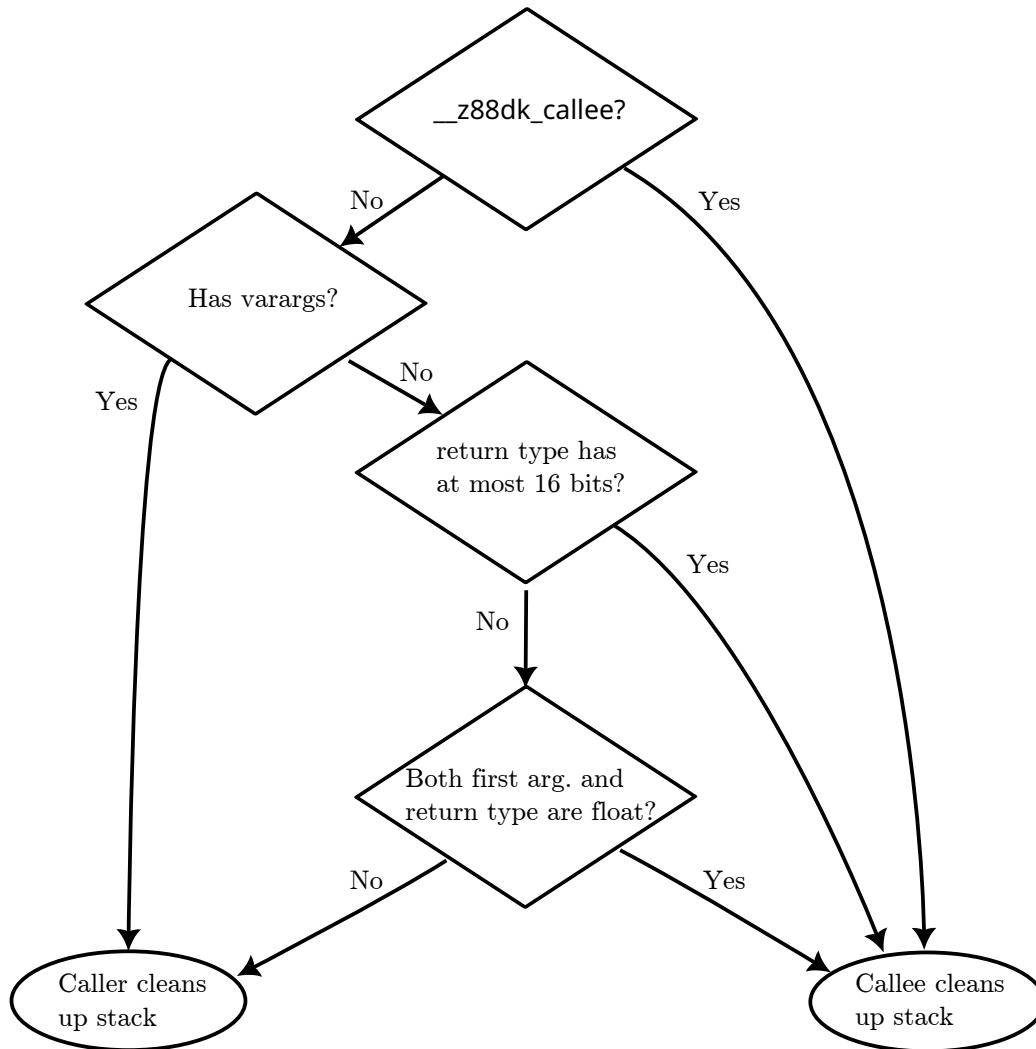 __z88dk_callee?
No
Yes
Has varargs?
Yes
No
return type has
at most 16 bits?
Yes
No
Both first arg. and
return type are float?
No
Yes
Caller cleans
up stack
Callee cleans
up stack